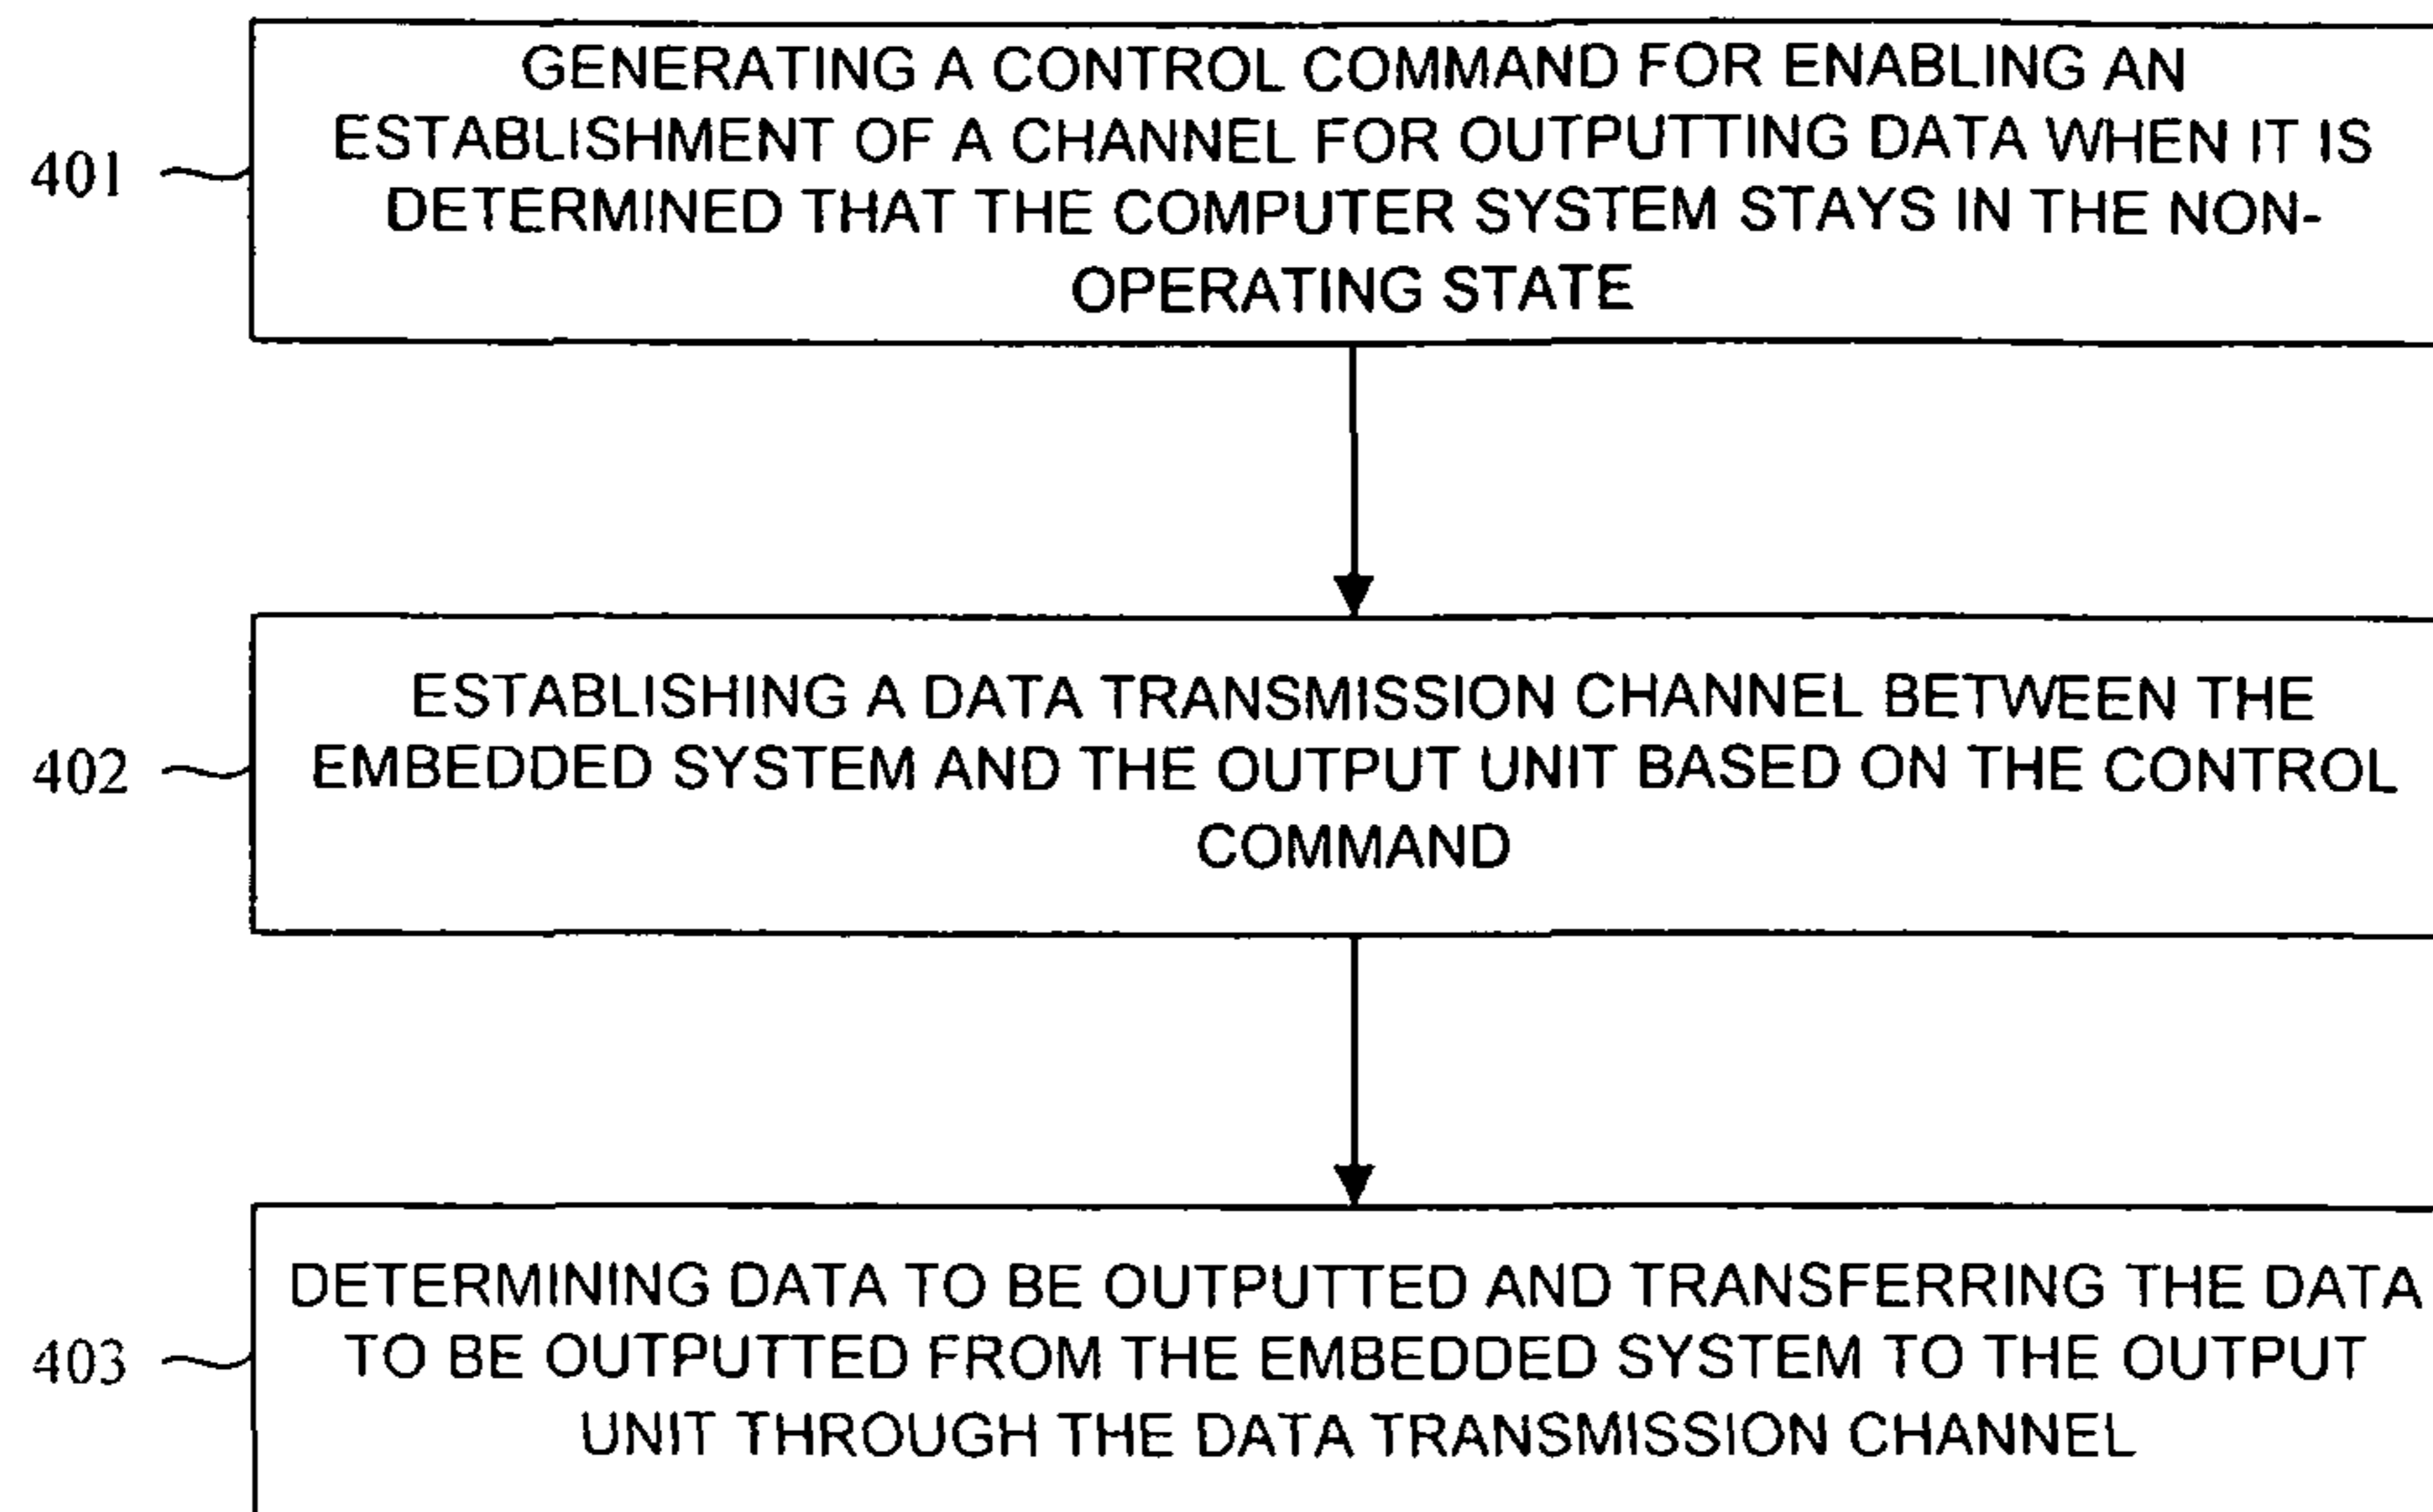 GENERATING A CONTROL COMMAND FOR ENABLING AN
ESTABLISHMENT OF A CHANNEL FOR OUTPUTTING DATA WHEN IT IS
401
DETERMINED THAT THE COMPUTER SYSTEM STAYS IN THE NON-
OPERATING STATE
ESTABLISHING A DATA TRANSMISSION CHANNEL BETWEEN THE
402
EMBEDDED SYSTEM AND THE OUTPUT UNIT BASED ON THE CONTROL
COMMAND
DETERMINING DATA TO BE OUTPUTTED AND TRANSFERRING THE DATA
403
TO BE OUTPUTTED FROM THE EMBEDDED SYSTEM TO THE OUTPUT
UNIT THROUGH THE DATA TRANSMISSION CHANNEL